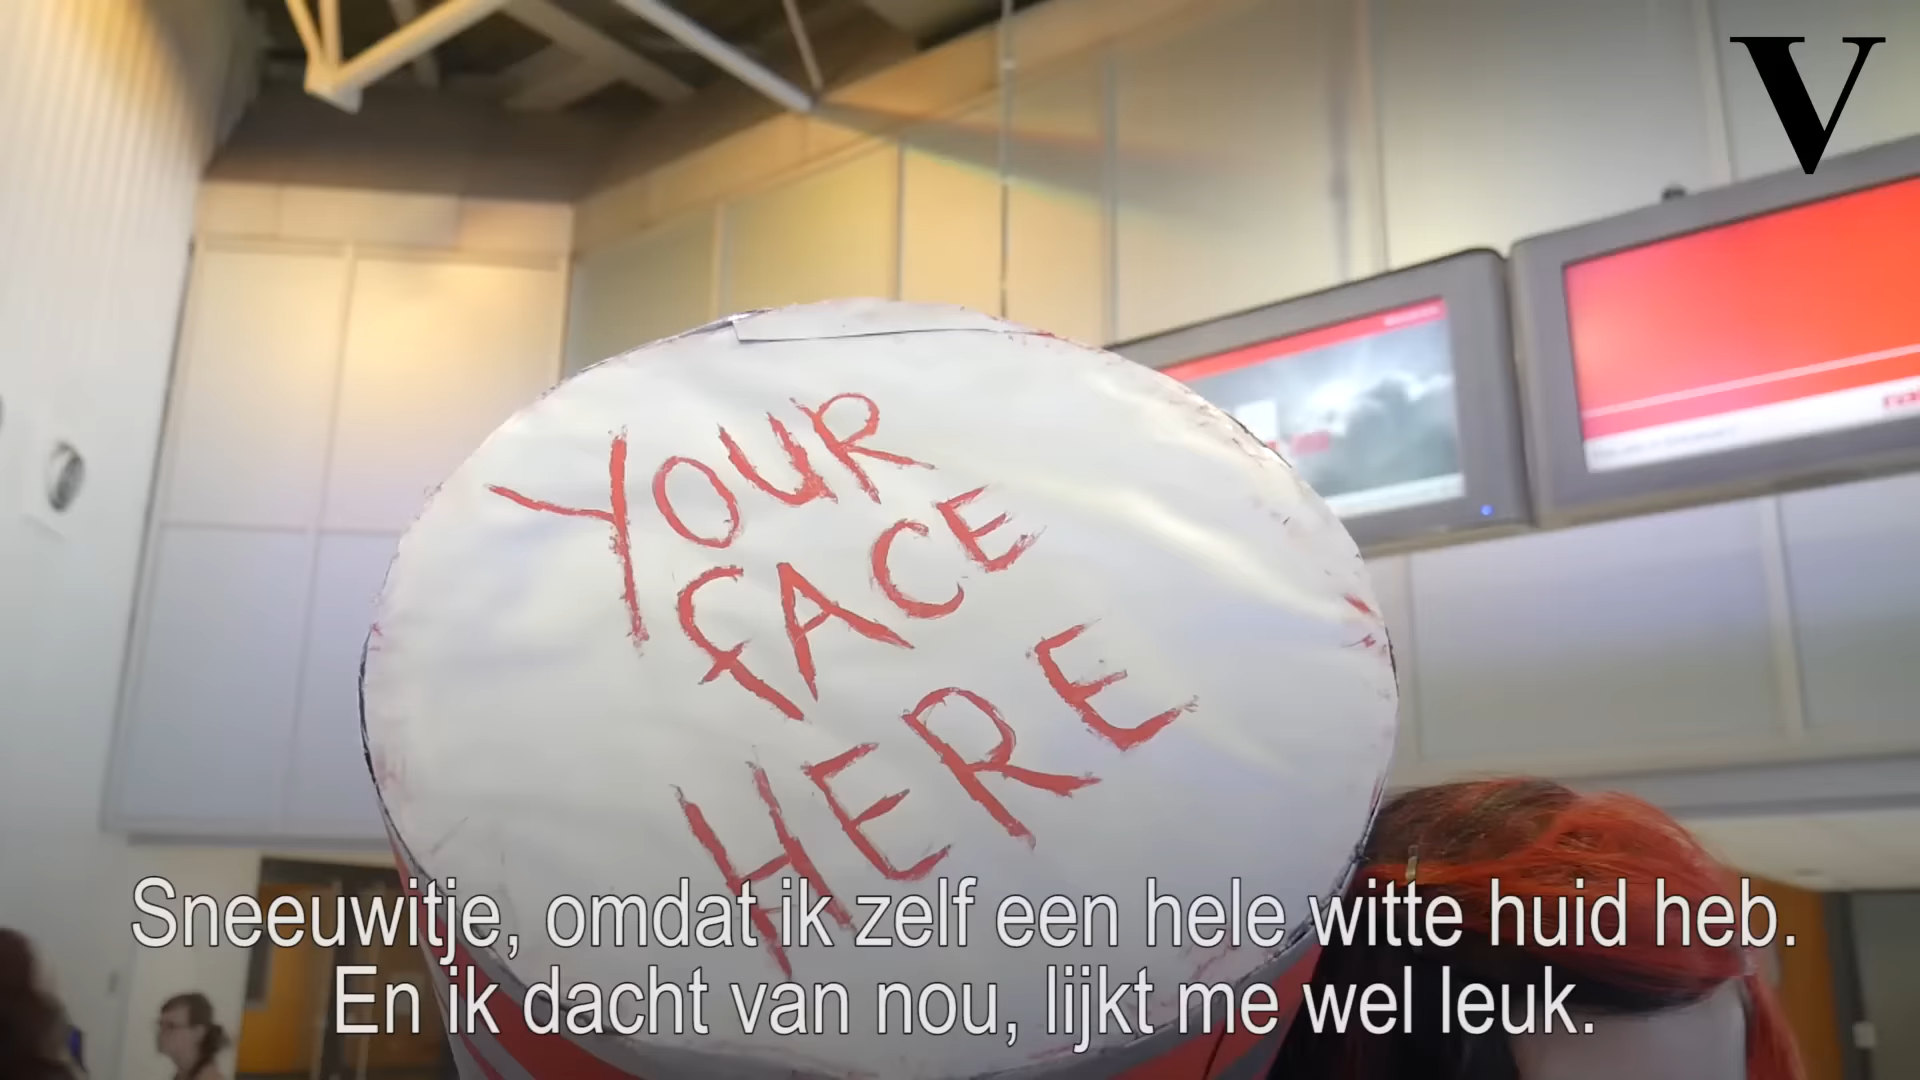 V
YOUR
FACE
HERE
Sneeuwitje, omdat ik zelf een hele witte huid heb.
En ik dacht van nou, lijkt me wel leuk.